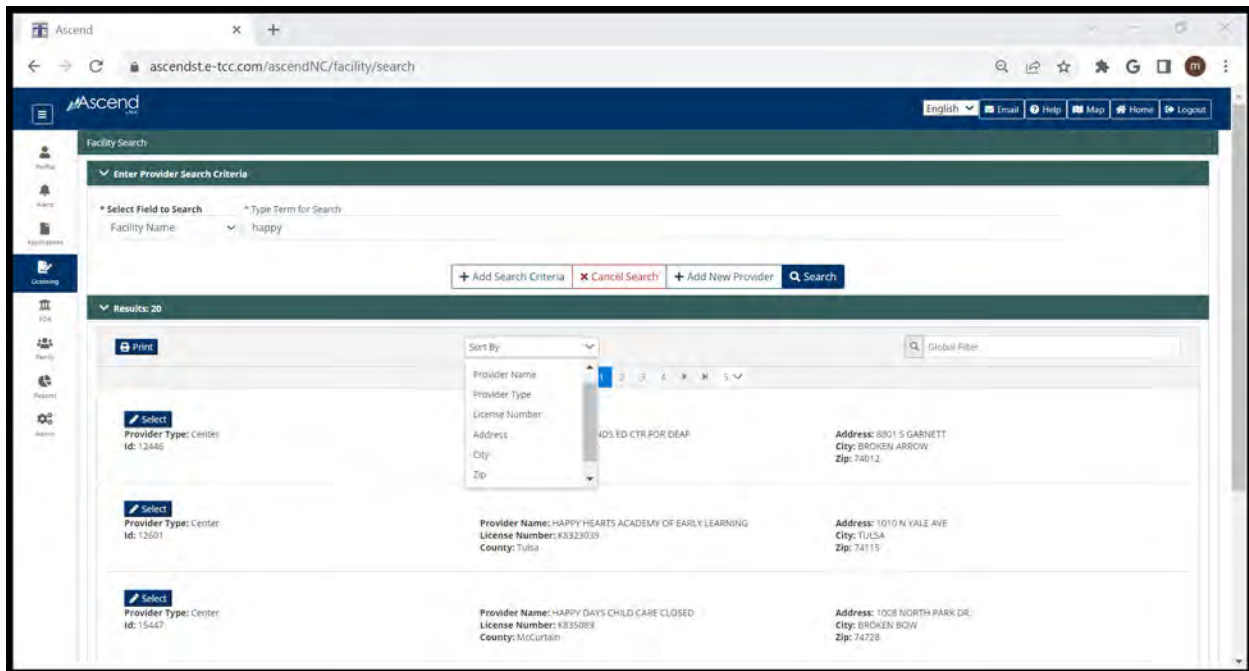 Ascend
ascendst.e-tcc.com/ascendNC/facility/search
Ascend
English Email Help Map Home Logout
Facility Search
Profile
Enter Provider Search Criteria
Alerts
* Select Field to Search * Type Term for Search
Facility Name happy
Applications
+ Add Search Criteria × Cancel Search + Add New Provider Search
Licensing
Results: 20
Print Sort By Global Filter
Family
Provider Name 1 2 3 4 5
Reports
Provider Type
License Number
Address
City
Zip
Admin
Select
Provider Type: Center
Id: 12446
NDS ED CTR FOR DEAF
Address: 8801 S GARNETT
City: BROKEN ARROW
Zip: 74012
Select
Provider Type: Center
Id: 12601
Provider Name: HAPPY HEARTS ACADEMY OF EARLY LEARNING
License Number: K8323039
County: Tulsa
Address: 1010 N YALE AVE
City: TULSA
Zip: 74115
Select
Provider Type: Center
Id: 15447
Provider Name: HAPPY DAYS CHILD CARE CLOSED
License Number: K835089
County: McCurtain
Address: 1008 NORTH PARK DR.
City: BROKEN BOW
Zip: 74728